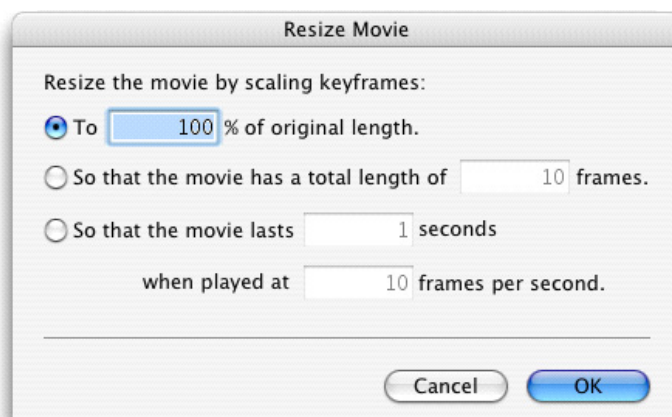 Resize Movie
Resize the movie by scaling keyframes:
To 100 % of original length.
So that the movie has a total length of 10 frames.
So that the movie lasts 1 seconds
when played at 10 frames per second.
Cancel OK